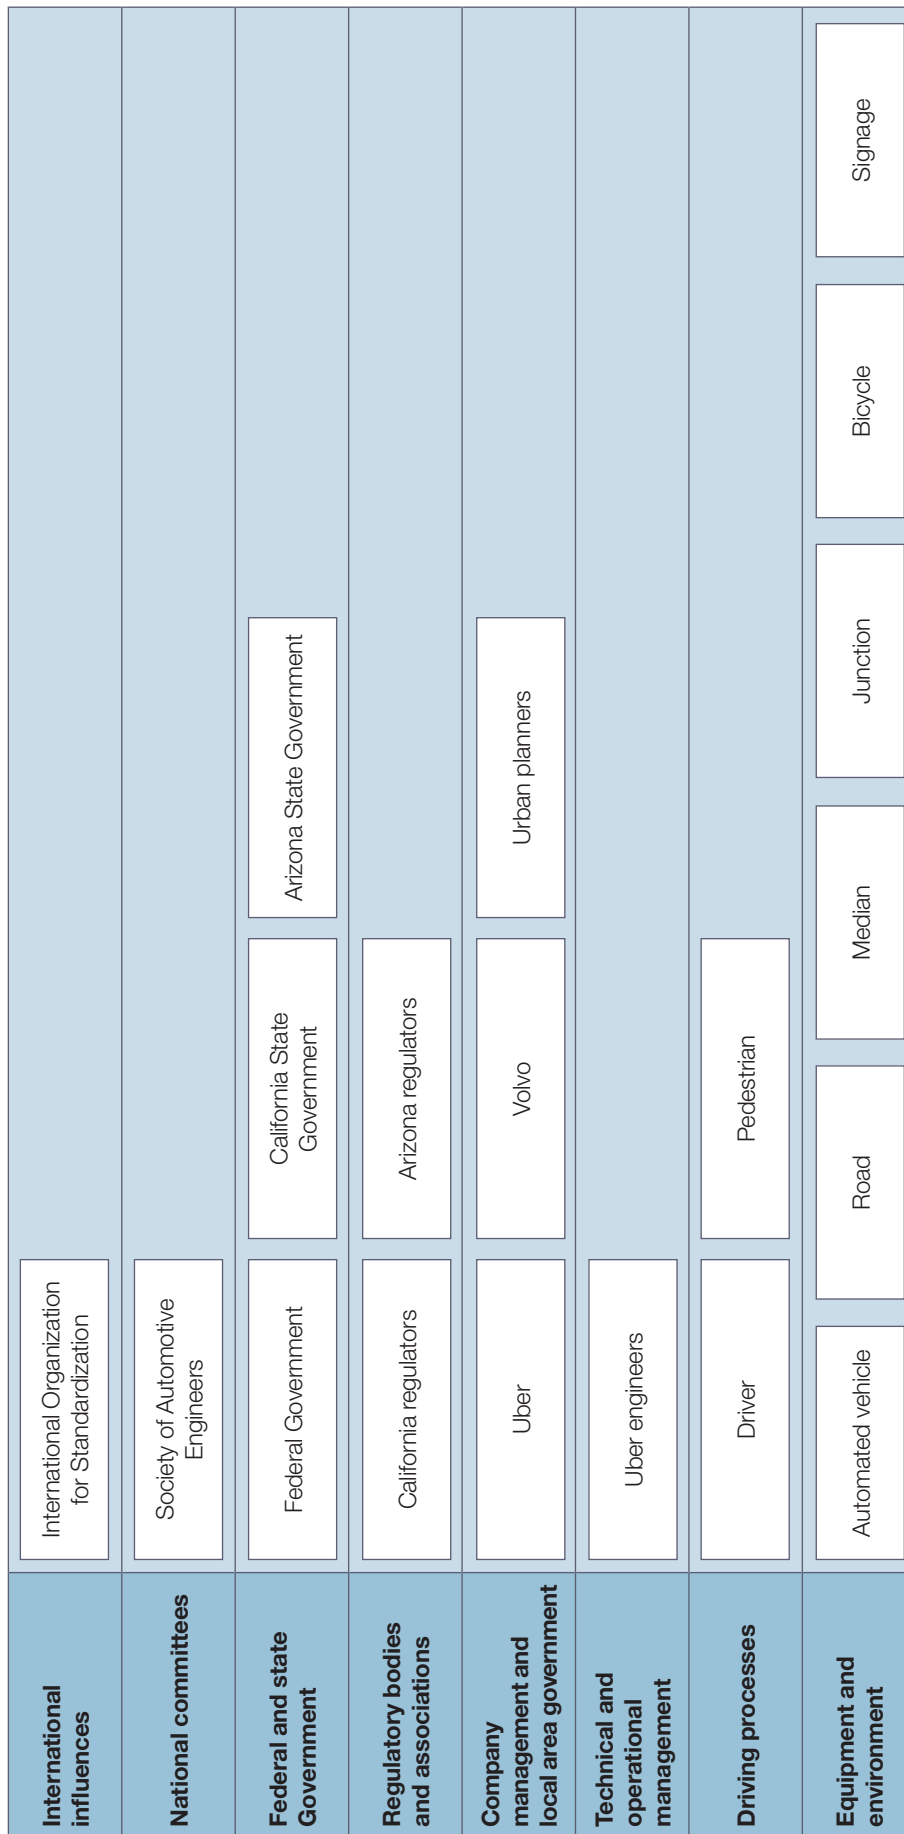 International
influences
International Organization
for Standardization
National committees
Society of Automotive
Engineers
Federal and state
Government
Federal Government
California State
Government
Arizona State Government
Regulatory bodies
and associations
California regulators
Arizona regulators
Company
management and
local area government
Uber
Volvo
Urban planners
Technical and
operational
management
Uber engineers
Driving processes
Driver
Pedestrian
Equipment and
environment
Automated vehicle
Road
Median
Junction
Bicycle
Signage